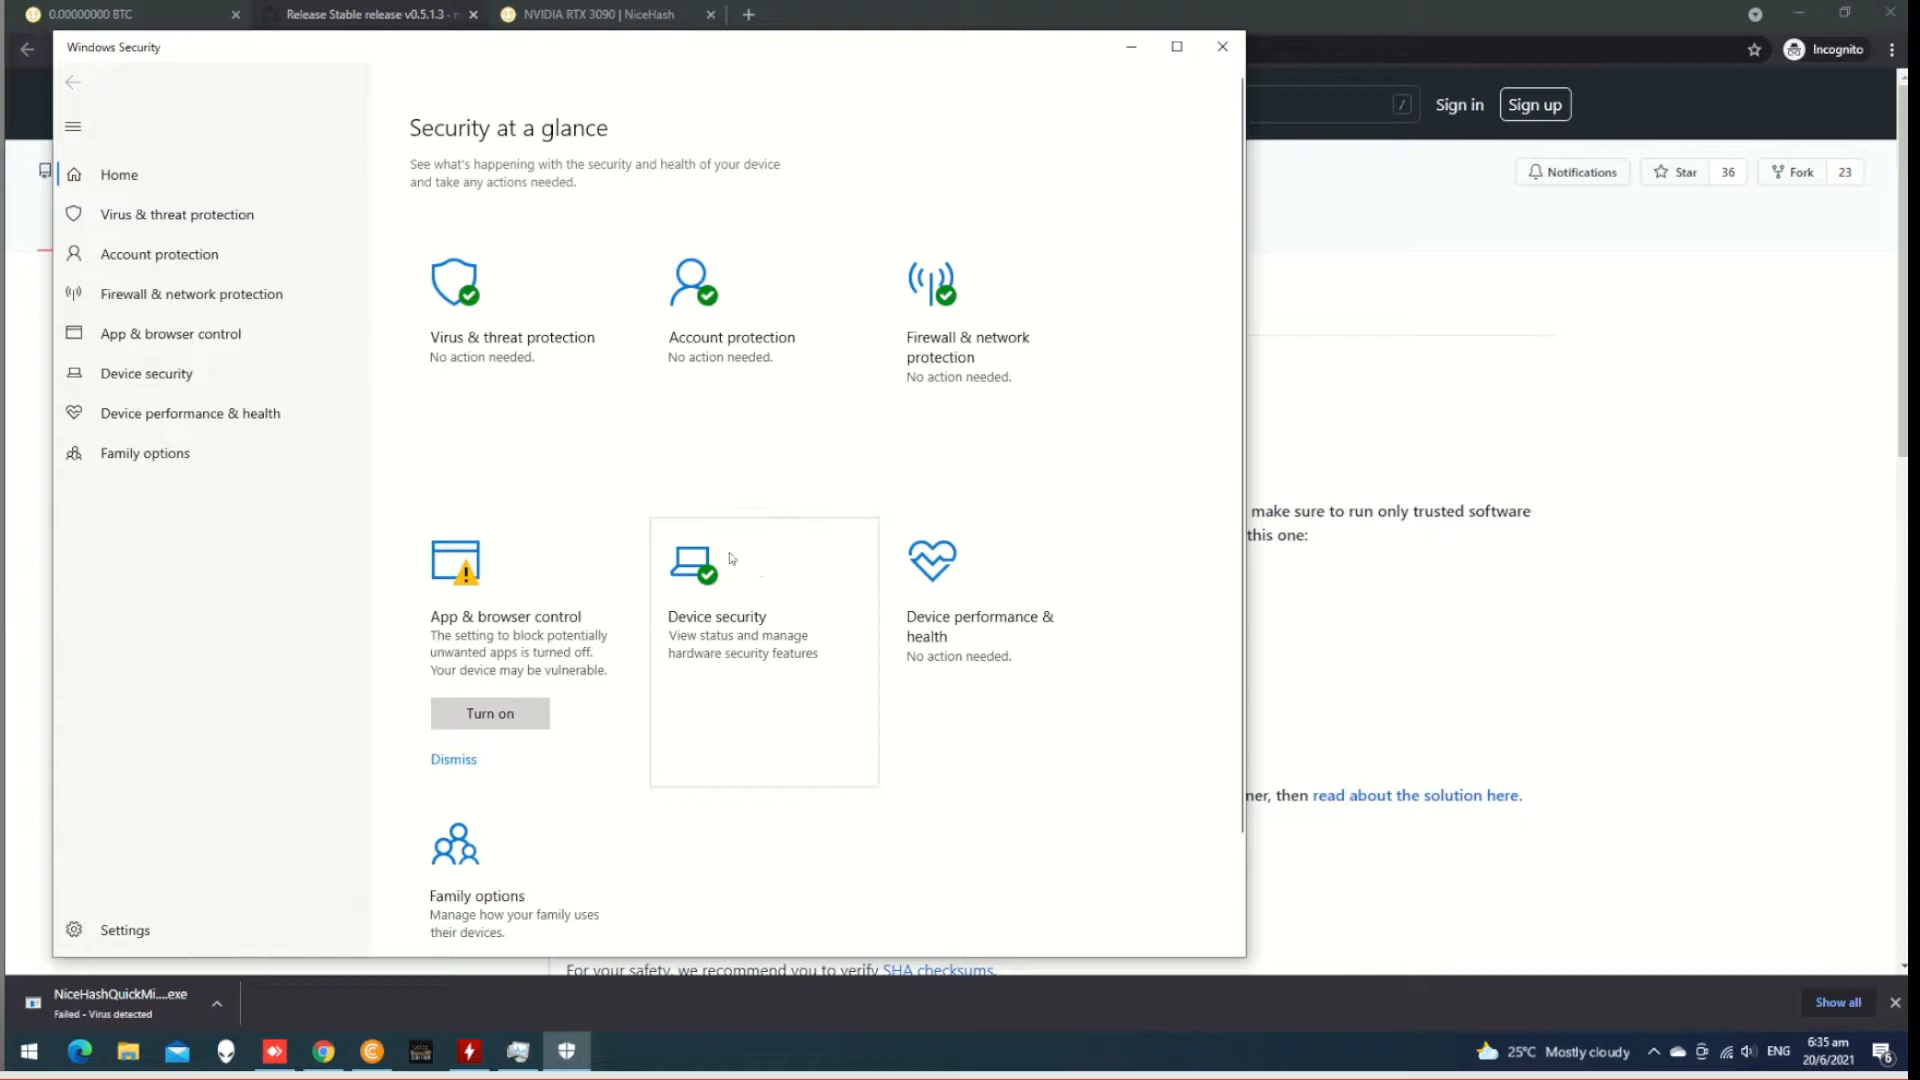 0.00000000 BTC
Release Stable release v0.5.1.3 -
NVIDIA RTX 3090 | NiceHash
Windows Security
Incognito
/
Sign in
Sign up
Security at a glance
See what's happening with the security and health of your device
and take any actions needed.
Notifications
Star
36
Fork
23
Home
Virus & threat protection
Account protection
Firewall & network protection
App & browser control
Device security
Device performance & health
Family options
Settings
Virus & threat protection
No action needed.
Account protection
No action needed.
Firewall & network
protection
No action needed.
App & browser control
The setting to block potentially
unwanted apps is turned off.
Your device may be vulnerable.
Turn on
Dismiss
Device security
View status and manage
hardware security features
Device performance &
health
No action needed.
Family options
Manage how your family uses
their devices.
make sure to run only trusted software
this one:
ner, then read about the solution here.
For your safety, we recommend you to verify SHA checksums.
NiceHashQuickMi....exe
Failed - Virus detected
Show all
25°C Mostly cloudy
ENG
6:35 am
20/6/2021
6